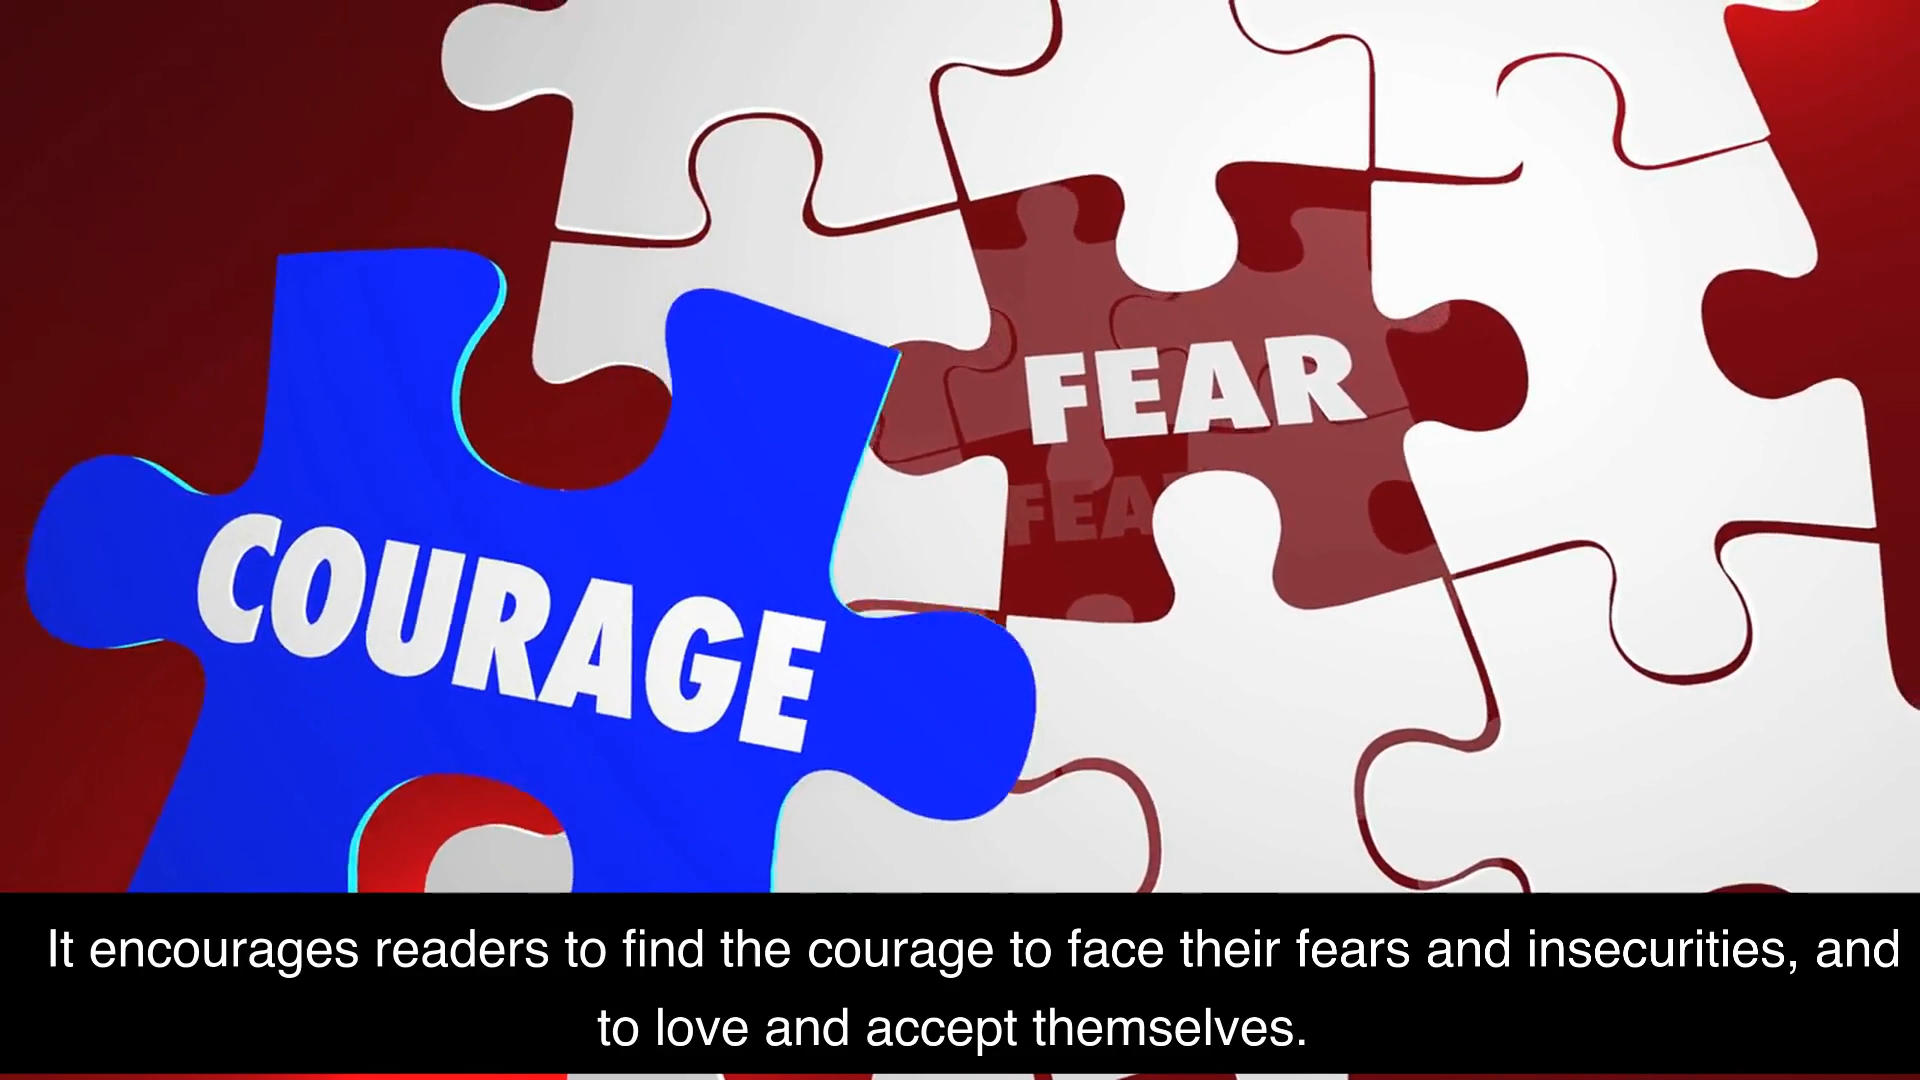 FEAR
FEA
COURAGE
It encourages readers to find the courage to face their fears and insecurities, and
to love and accept themselves.